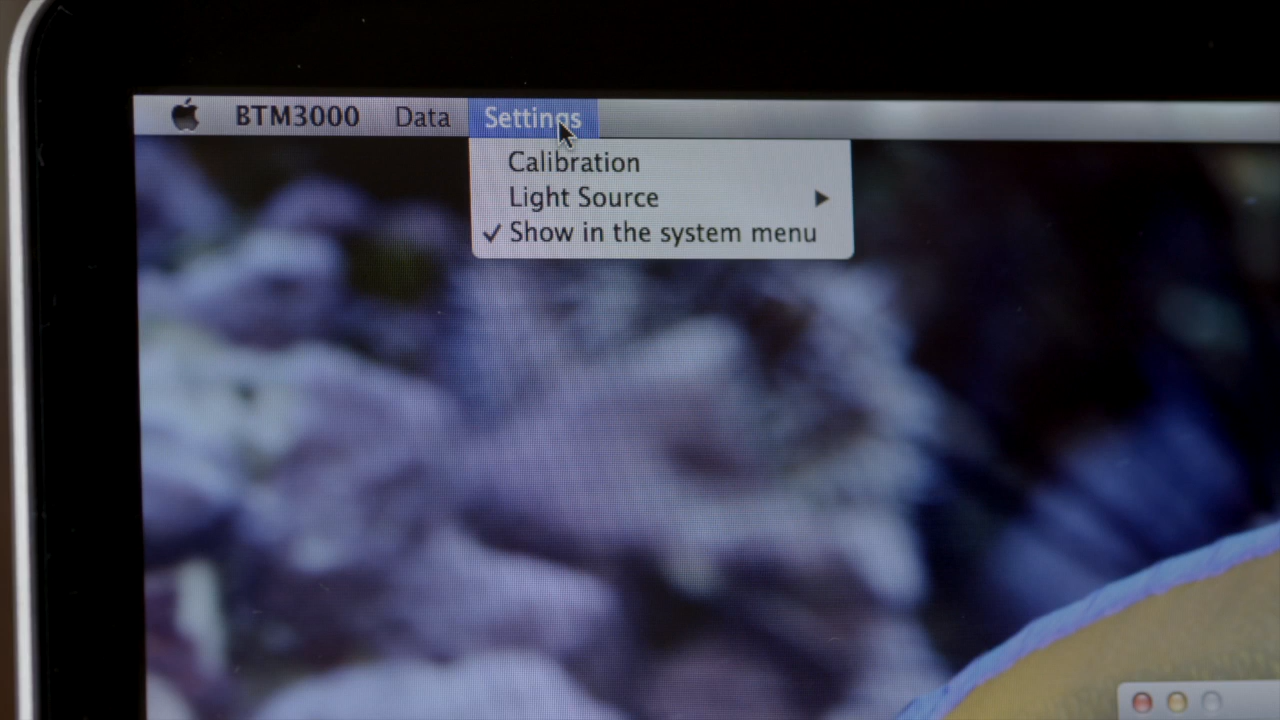 BTM3000 Data Settings
Calibration
Light Source
Show in the system menu